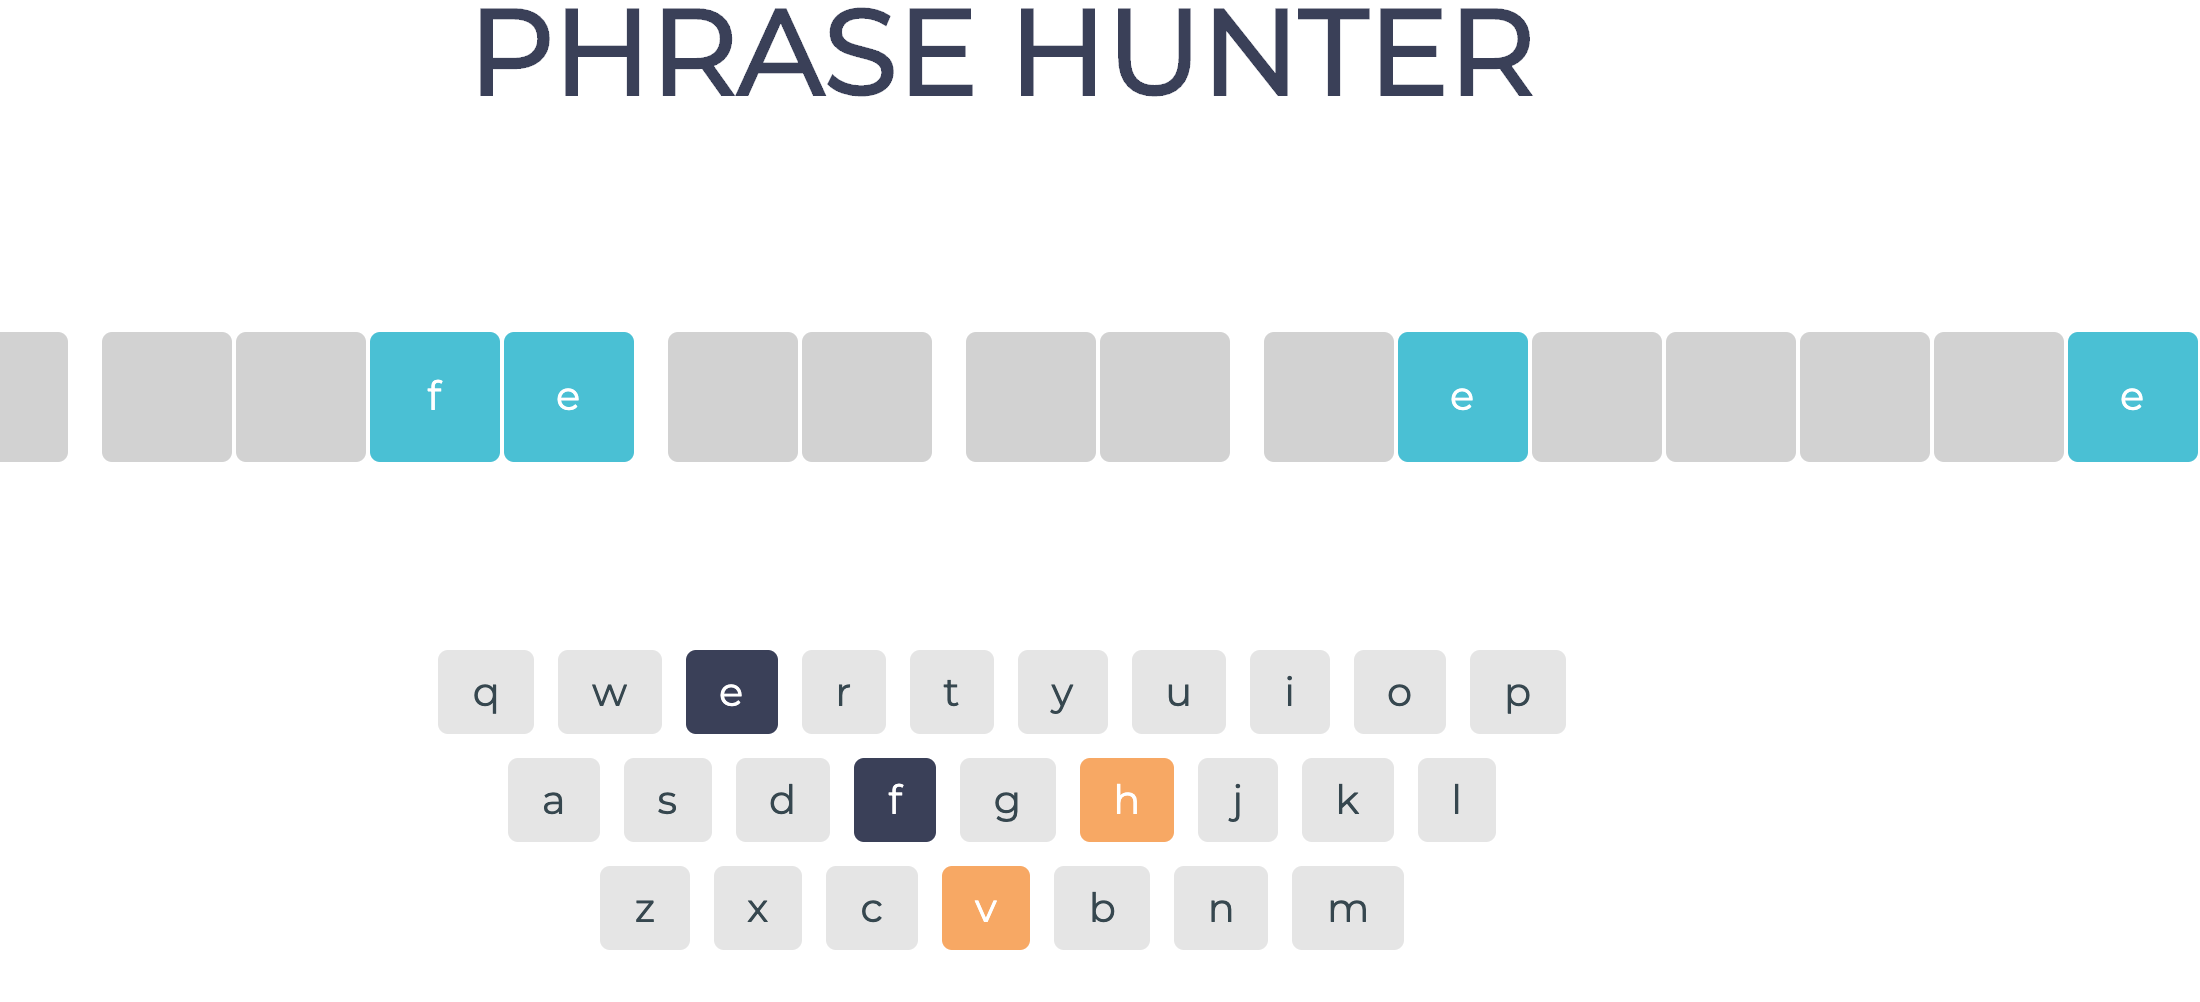 PHRASE HUNTER
f e e e
q w e r t y u i o p
a s d f g h j k l
z x c v b n m